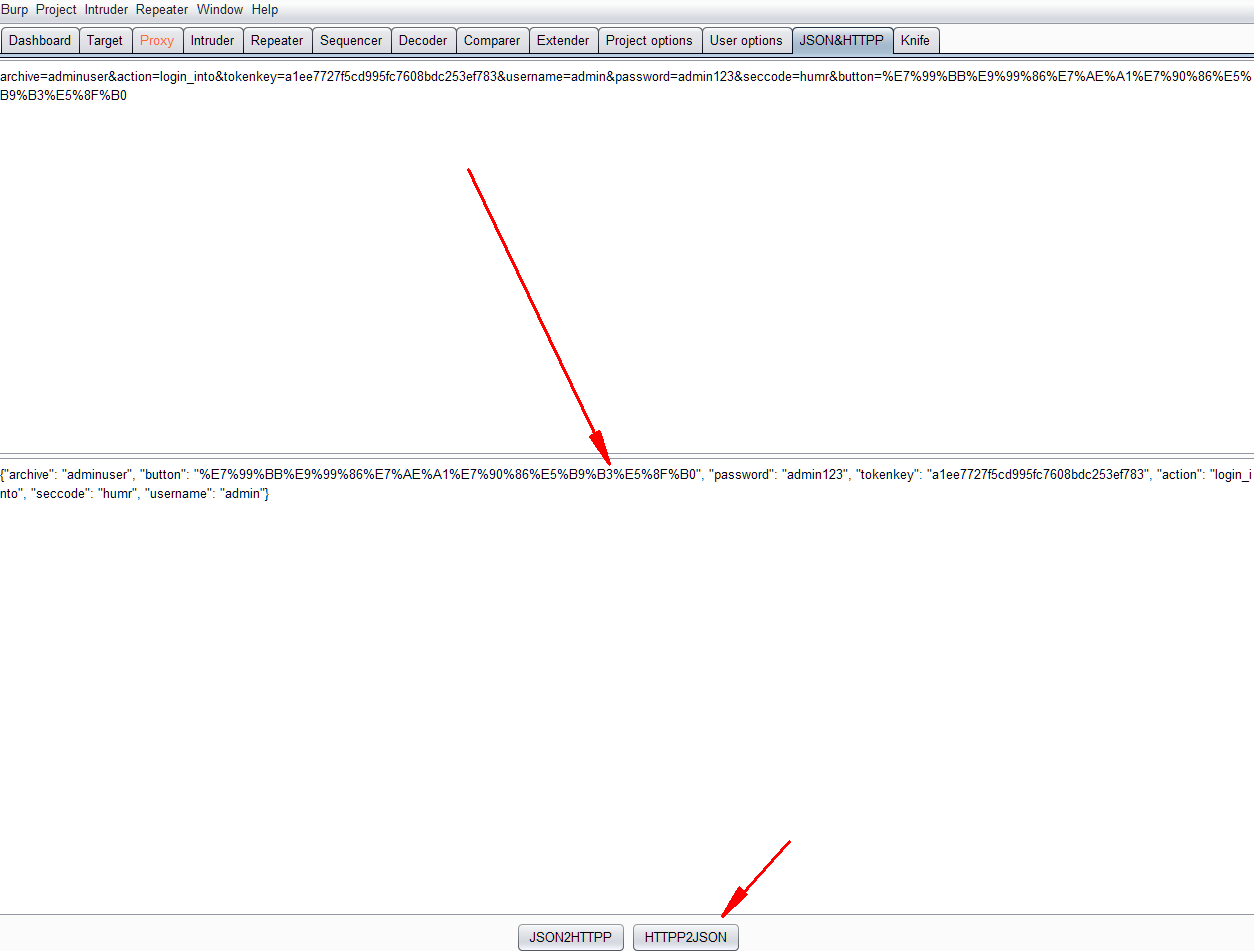 Burp Project Intruder Repeater Window Help
Dashboard Target Proxy Intruder Repeater Sequencer Decoder Comparer Extender Project options User options JSON&HTTPP Knife
archive=adminuser&action=login_into&tokenkey=a1ee7727f5cd995fc7608bdc253ef783&username=admin&password=admin123&seccode=humr&button=%E7%99%BB%E9%99%86%E7%AE%A1%E7%90%86%E5%
B9%B3%E5%8F%B0
{"archive": "adminuser", "button": "%E7%99%BB%E9%99%86%E7%AE%A1%E7%90%86%E5%B9%B3%E5%8F%B0", "password": "admin123", "tokenkey": "a1ee7727f5cd995fc7608bdc253ef783", "action": "login_i
nto", "seccode": "humr", "username": "admin"}
JSON2HTTPP HTTPP2JSON